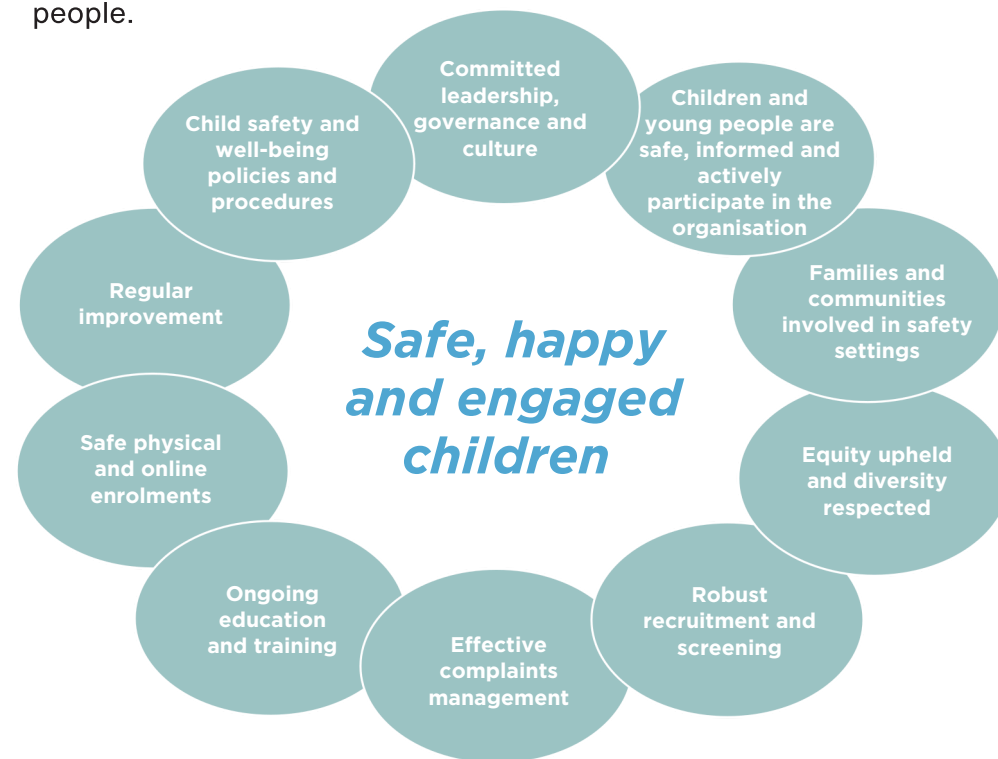 people.
Committed
leadership,
governance and
culture
Children and
young people are
safe, informed and
actively
participate in the
organisation
Families and
communities
involved in safety
settings
Equity upheld
and diversity
respected
Robust
recruitment and
screening
Effective
complaints
management
Ongoing
education
and training
Safe physical
and online
enrolments
Regular
improvement
Child safety and
well-being
policies and
procedures
Safe, happy
and engaged
children